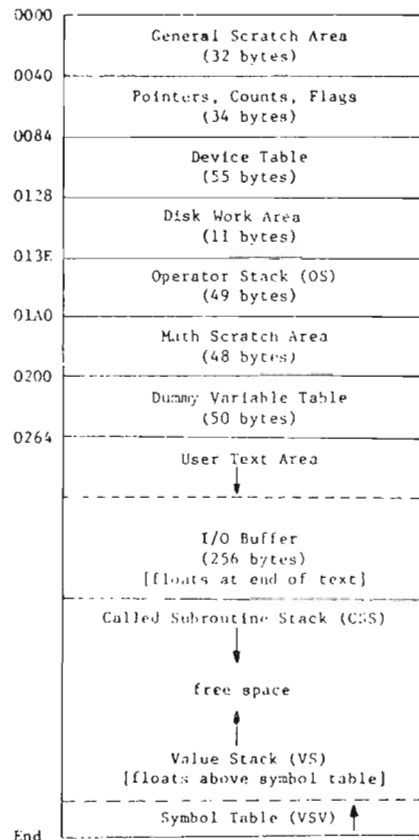 0000
General Scratch Area
(32 bytes)
0040
Pointers, Counts, Flags
(34 bytes)
0084
Device Table
(55 bytes)
0128
Disk Work Area
(11 bytes)
013E
Operator Stack (OS)
(49 bytes)
01A0
Math Scratch Area
(48 bytes)
0200
Dummy Variable Table
(50 bytes)
0264
User Text Area
I/O Buffer
(256 bytes)
[floats at end of text]
Called Subroutine Stack (CSS)
free space
Value Stack (VS)
[floats above symbol table]
Symbol Table (VSV)
End